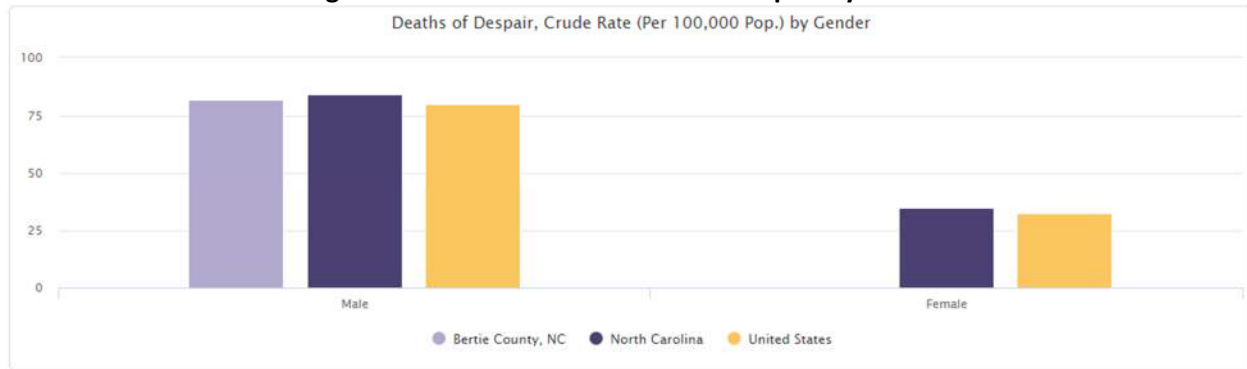 Deaths of Despair, Crude Rate (Per 100,000 Pop.) by Gender
100
75
50
25
0
Male Female
Bertie County, NC North Carolina United States